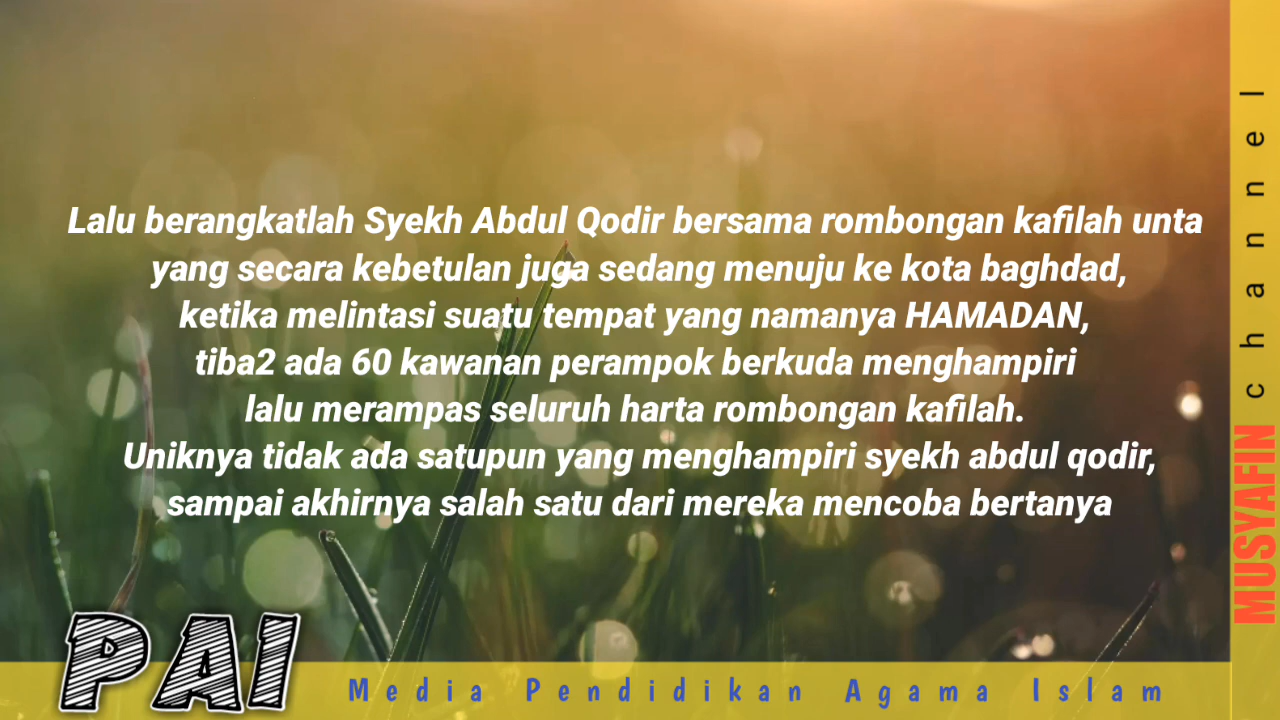 Lalu berangkatlah Syekh Abdul Qodir bersama rombongan kafilah unta
yang secara kebetulan juga sedang menuju ke kota baghdad,
ketika melintasi suatu tempat yang namanya HAMADAN,
tiba2 ada 60 kawanan perampok berkuda menghampiri
lalu merampas seluruh harta rombongan kafilah.
Uniknya tidak ada satupun yang menghampiri syekh abdul qodir,
sampai akhirnya salah satu dari mereka mencoba bertanya
PAI
Media Pendidikan Agama Islam
MUSYAFIN channel